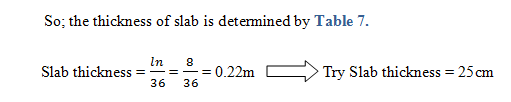 So; the thickness of slab is determined by Table 7.
Slab thickness = ln/36 = 8/36 = 0.22m Try Slab thickness = 25cm